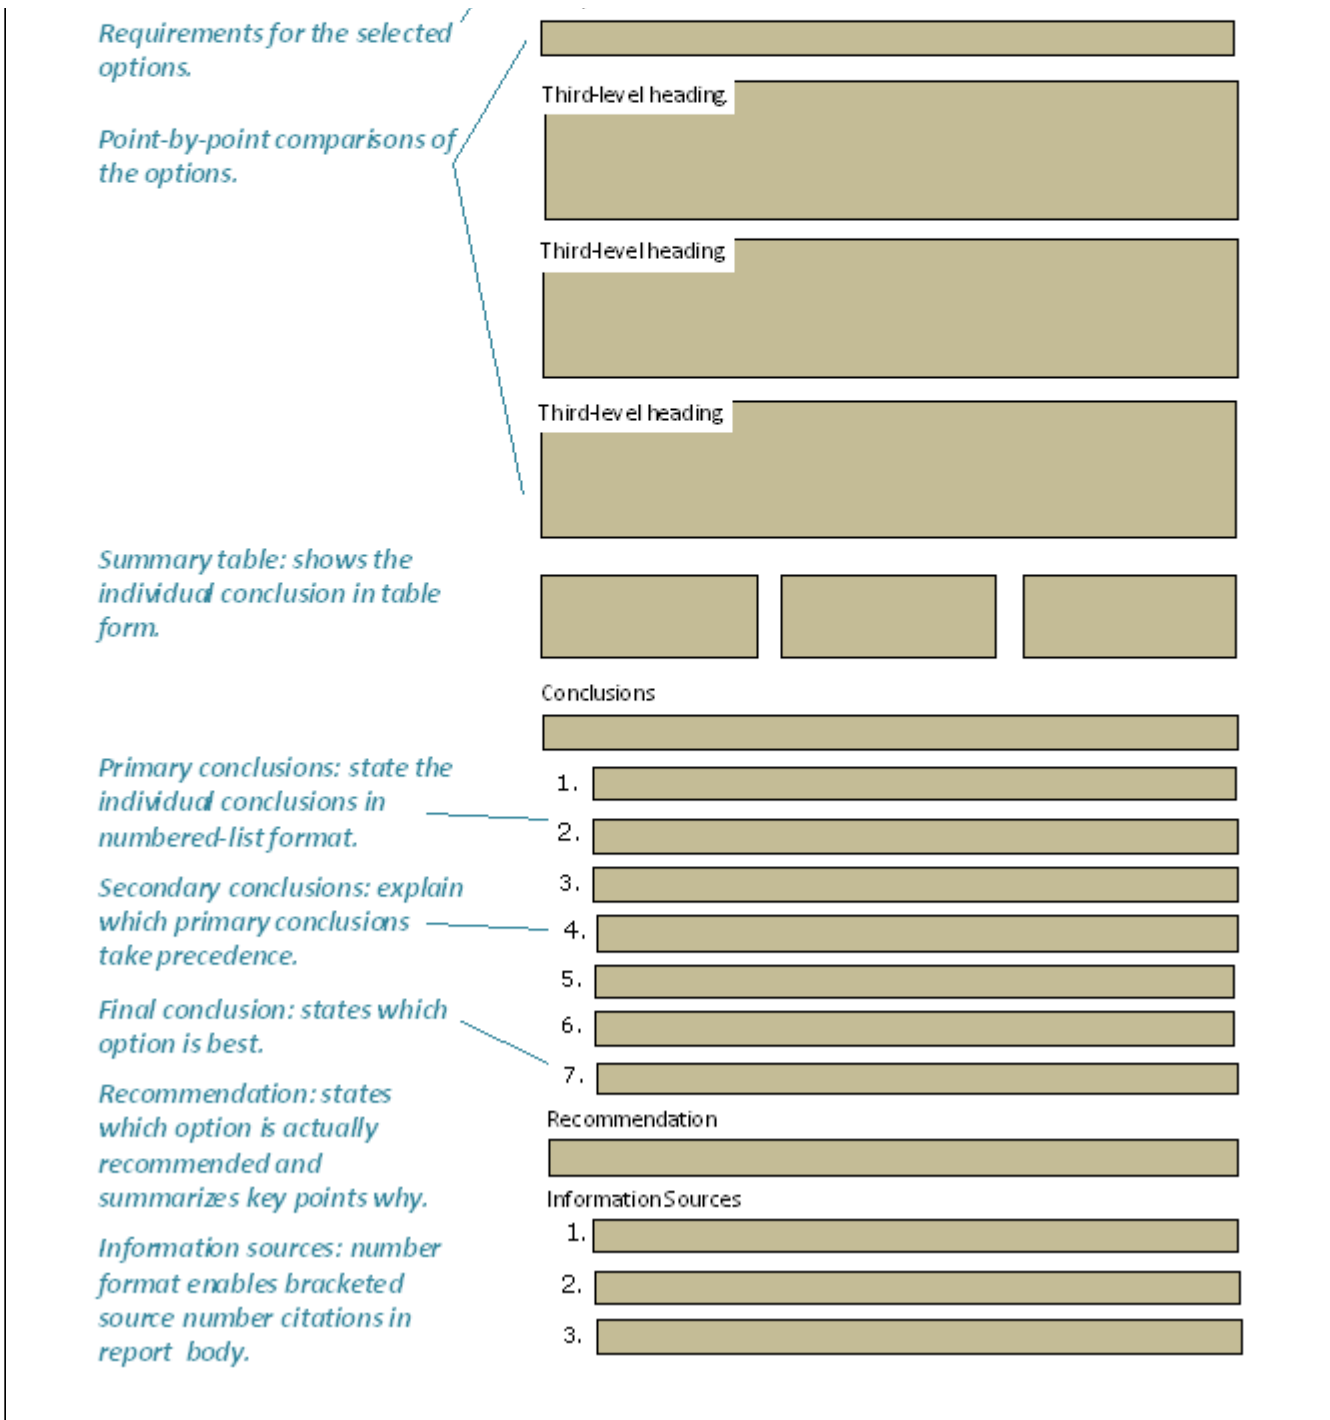 Requirements for the selected
options.
Third-level heading.
Point-by-point comparisons of
the options.
Third-level heading
Third-level heading
Summary table: shows the
individual conclusion in table
form.
Conclusions
Primary conclusions: state the
individual conclusions in
numbered-list format.
1.
2.
3.
Secondary conclusions: explain
which primary conclusions
take precedence.
4.
5.
6.
Final conclusion: states which
option is best.
7.
Recommendation: states
which option is actually
recommended and
summarizes key points why.
Recommendation
Information Sources
1.
2.
3.
Information sources: number
format enables bracketed
source number citations in
report body.